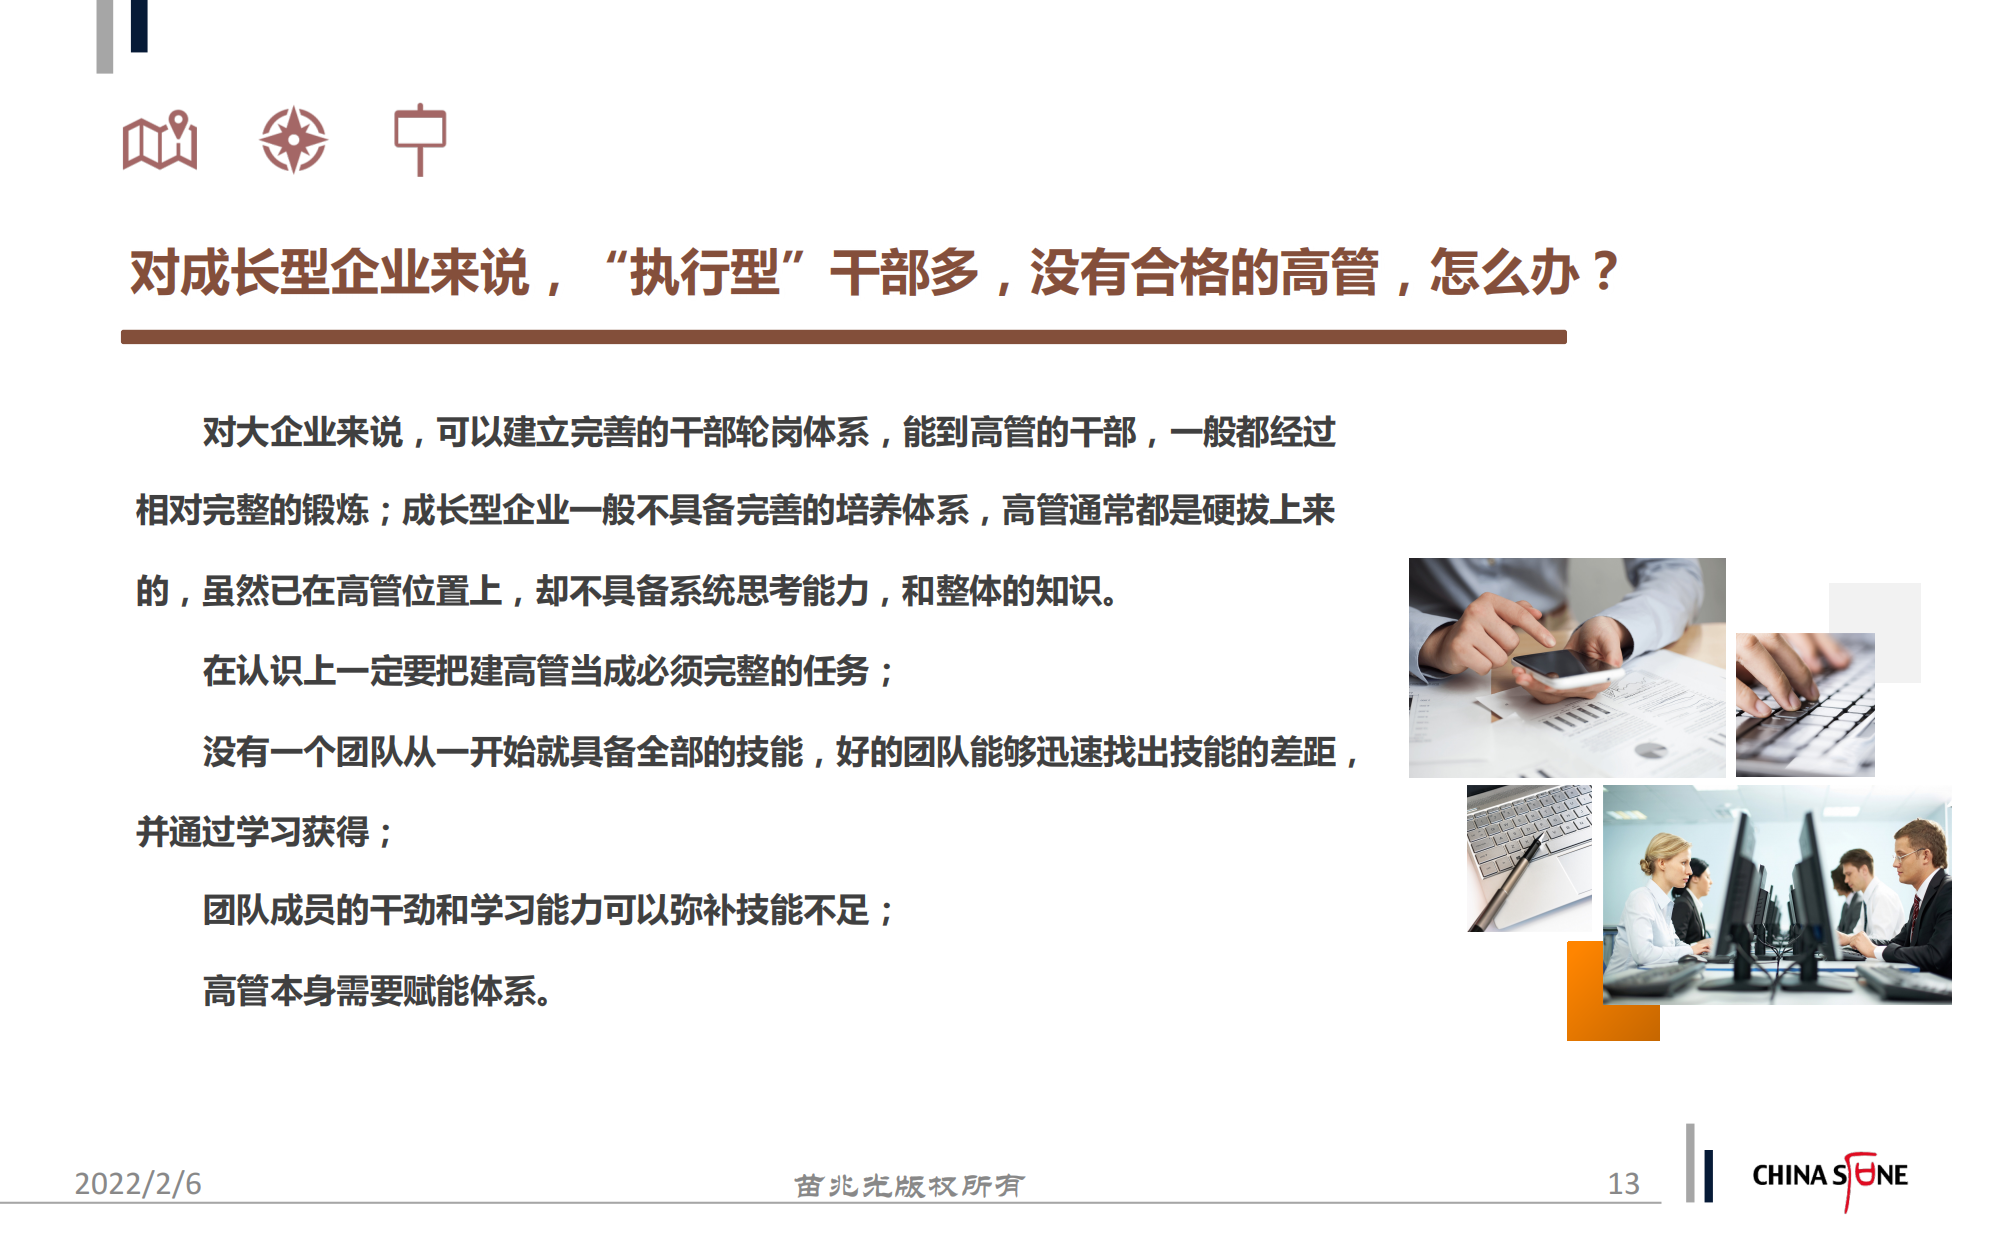 对成长型企业来说，“执行型”干部多，没有合格的高管，怎么办？
对大企业来说，可以建立完善的干部轮岗体系，能到高管的干部，一般都经过
相对完整的锻炼；成长型企业一般不具备完善的培养体系，高管通常都是硬拔上来
的，虽然已在高管位置上，却不具备系统思考能力，和整体的知识。
在认识上一定要把建高管当成必须完整的任务；
没有一个团队从一开始就具备全部的技能，好的团队能够迅速找出技能的差距，
并通过学习获得；
团队成员的干劲和学习能力可以弥补技能不足；
高管本身需要赋能体系。
2022/2/6
苗兆光版权所有
13
CHINA STONE